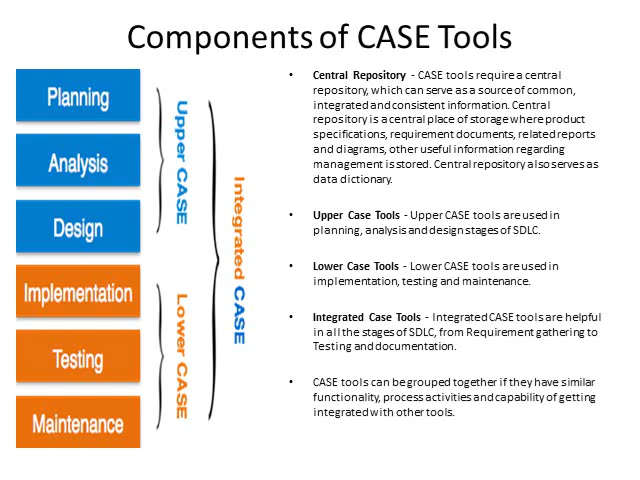 Components of CASE Tools
Planning
Analysis
Design
Implementation
Testing
Maintenance
Upper CASE
Lower CASE
Integrated CASE
• Central Repository - CASE tools require a central
repository, which can serve as a source of common,
integrated and consistent information. Central
repository is a central place of storage where product
specifications, requirement documents, related reports
and diagrams, other useful information regarding
management is stored. Central repository also serves as
data dictionary.
• Upper Case Tools - Upper CASE tools are used in
planning, analysis and design stages of SDLC.
• Lower Case Tools - Lower CASE tools are used in
implementation, testing and maintenance.
• Integrated Case Tools - Integrated CASE tools are helpful
in all the stages of SDLC, from Requirement gathering to
Testing and documentation.
• CASE tools can be grouped together if they have similar
functionality, process activities and capability of getting
integrated with other tools.